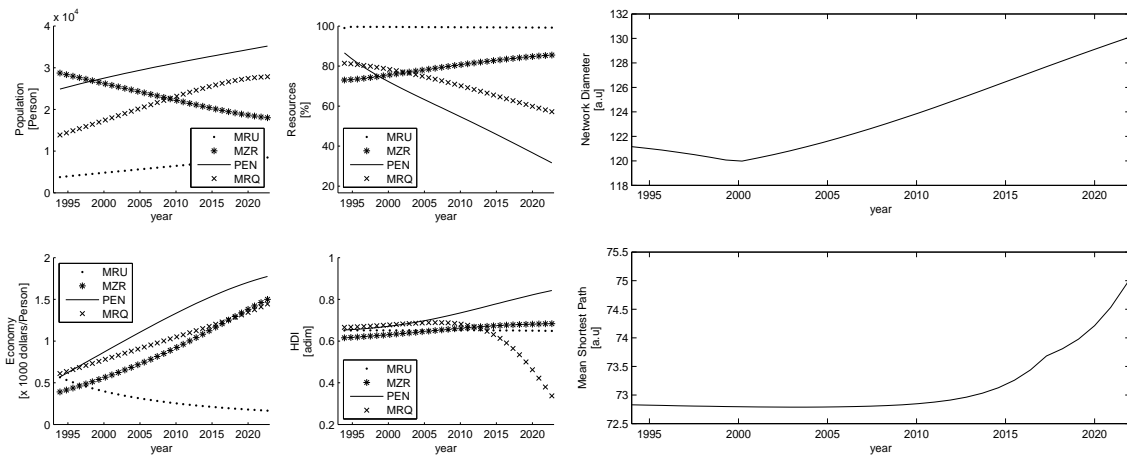 x 10^4
4
3
2
1
0
Population
[Person]
MRU
MZR
PEN
MRQ
1995 2000 2005 2010 2015 2020
year
100
80
60
40
20
Resources
[%]
MRU
MZR
PEN
MRQ
1995 2000 2005 2010 2015 2020
year
132
130
128
126
124
122
120
118
Network Diameter
[a.u]
1995 2000 2005 2010 2015 2020
year
2
1.5
1
0.5
0
Economy
[x 1000 dollars/Person]
MRU
MZR
PEN
MRQ
1995 2000 2005 2010 2015 2020
year
1
0.8
0.6
0.4
0.2
HDI
[adim]
MRU
MZR
PEN
MRQ
1995 2000 2005 2010 2015 2020
year
75.5
75
74.5
74
73.5
73
72.5
Mean Shortest Path
[a.u]
1995 2000 2005 2010 2015 2020
year